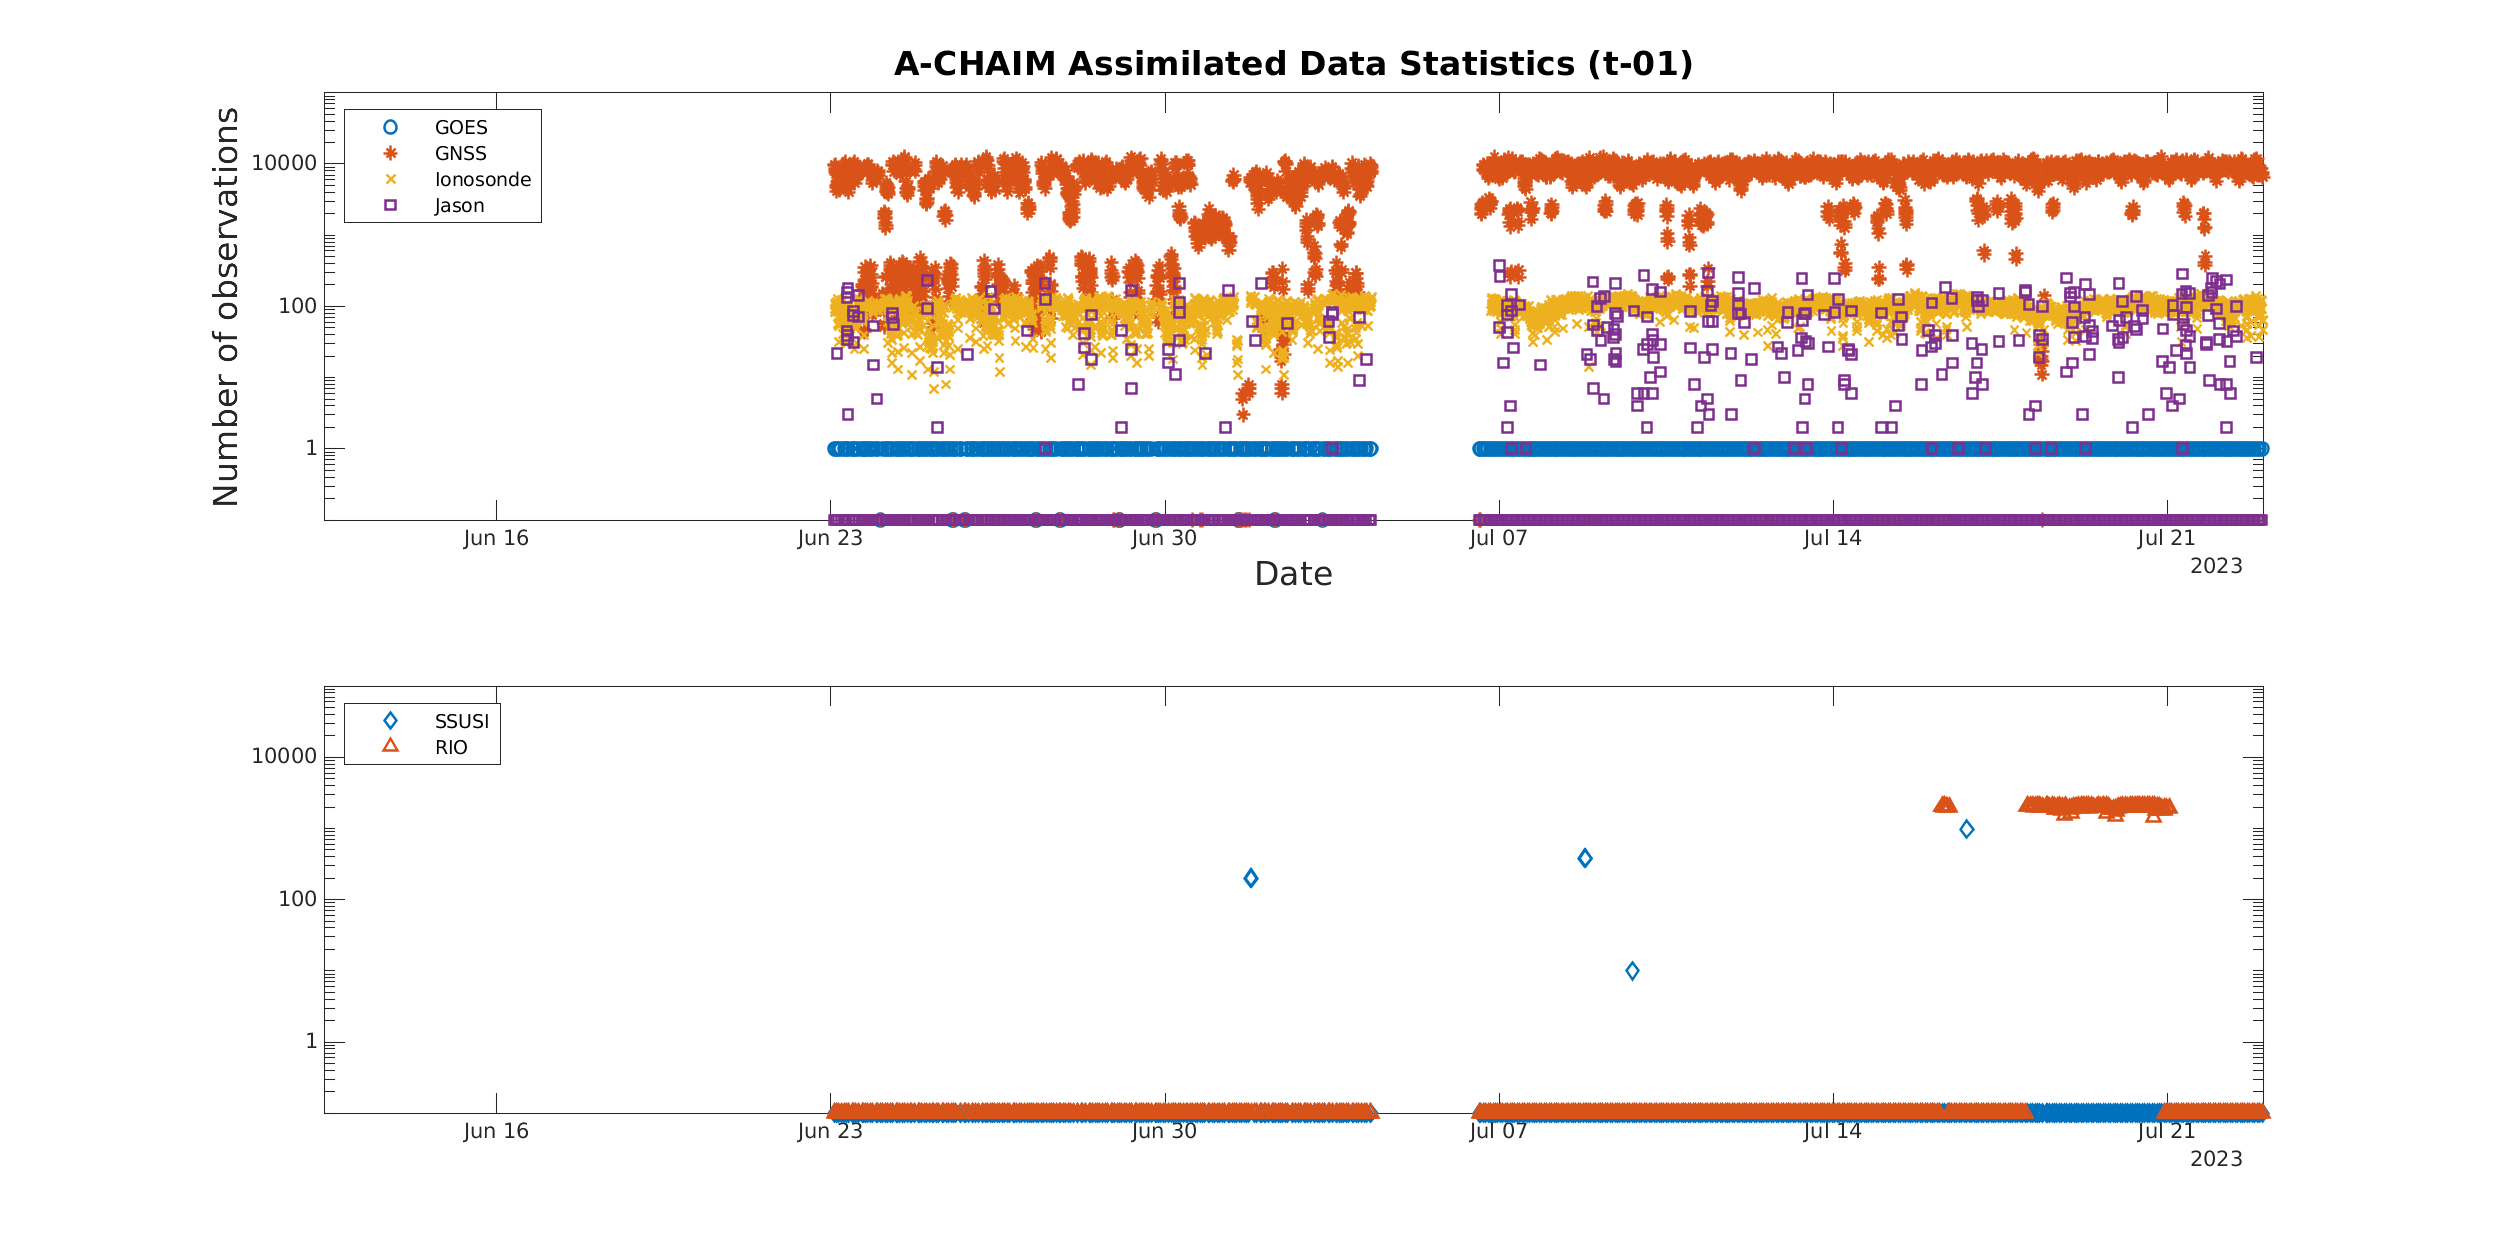 A-CHAIM Assimilated Data Statistics (t-01)
Number of observations
10000
100
1
GOES
GNSS
Ionosonde
Jason
Jun 16 Jun 23 Jun 30 Jul 07 Jul 14 Jul 21
2023
Date
10000
100
1
SSUSI
RIO
Jun 16 Jun 23 Jun 30 Jul 07 Jul 14 Jul 21
2023